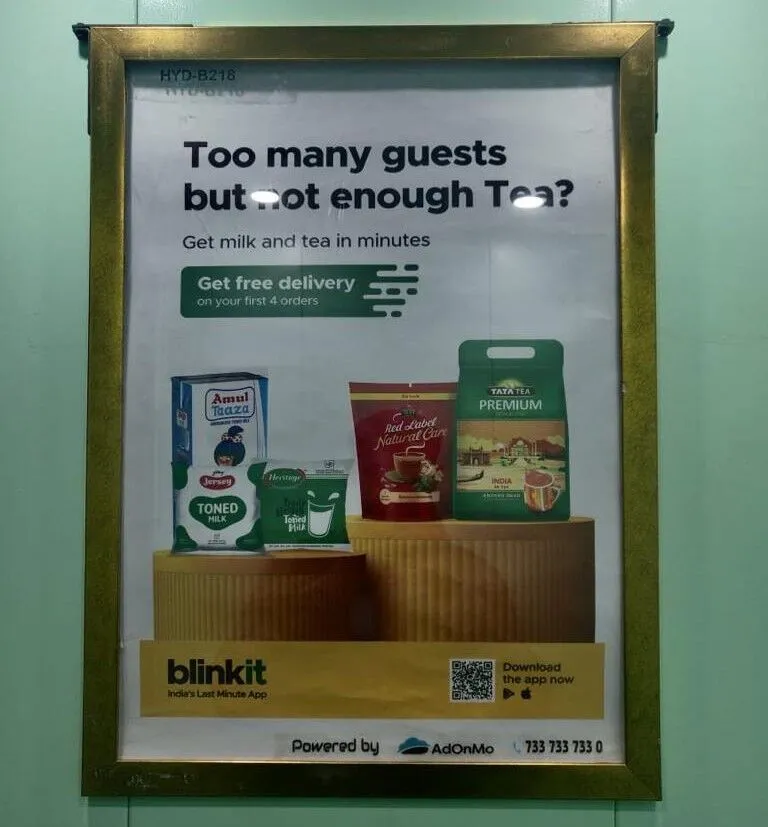 HYD-B218
Too many guests
but not enough Tea?
Get milk and tea in minutes
Get free delivery
on your first 4 orders
Amul
Taaza
Jersey
TONED
MILK
Heritage
Toned
Milk
Red Label
Natural Care
TATA TEA
PREMIUM
INDIA
blinkit
India's Last Minute App
Download
the app now
Powered by AdOnMo 733 733 733 0